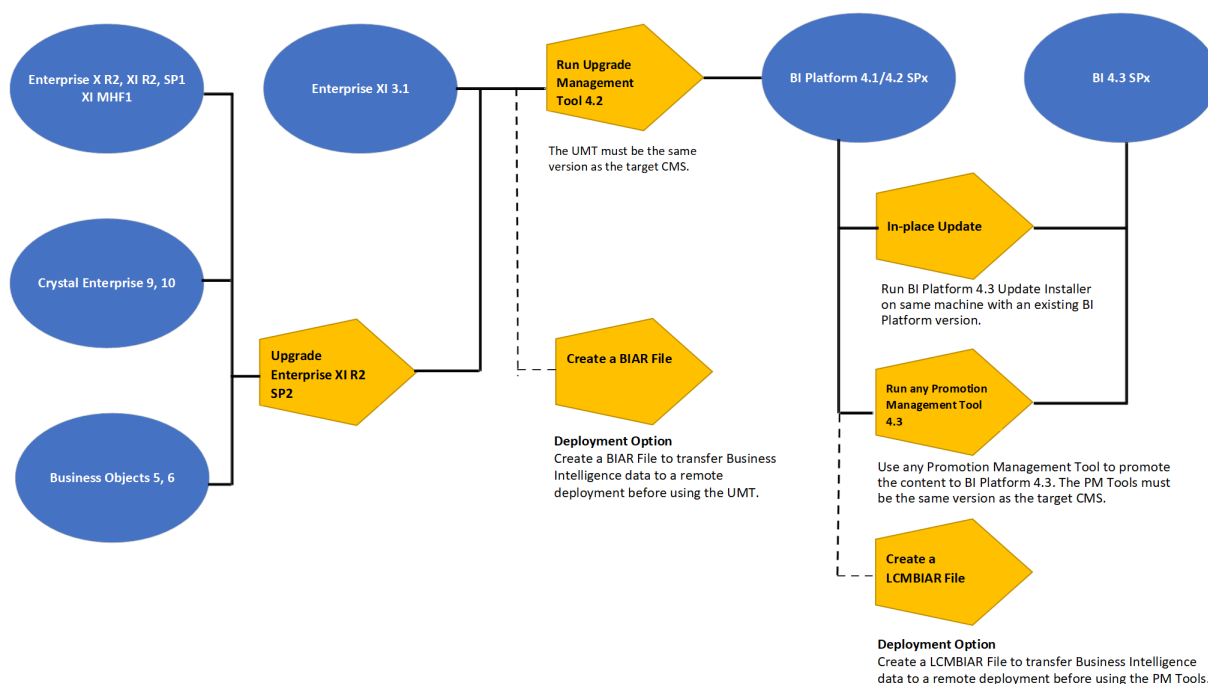 Enterprise X R2, XI R2, SP1
XI MHF1
Enterprise XI 3.1
Run Upgrade
Management
Tool 4.2
BI Platform 4.1/4.2 SPx
BI 4.3 SPx
The UMT must be the same
version as the target CMS.
In-place Update
Run BI Platform 4.3 Update Installer
on same machine with an existing BI
Platform version.
Crystal Enterprise 9, 10
Upgrade
Enterprise XI R2
SP2
Create a BIAR File
Run any Promotion
Management Tool
4.3
Deployment Option
Create a BIAR File to transfer Business
Intelligence data to a remote
deployment before using the UMT.
Business Objects 5, 6
Use any Promotion Management Tool to promote
the content to BI Platform 4.3. The PM Tools must
be the same version as the target CMS.
Create a
LCMBIAR File
Deployment Option
Create a LCMBIAR File to transfer Business Intelligence
data to a remote deployment before using the PM Tools.